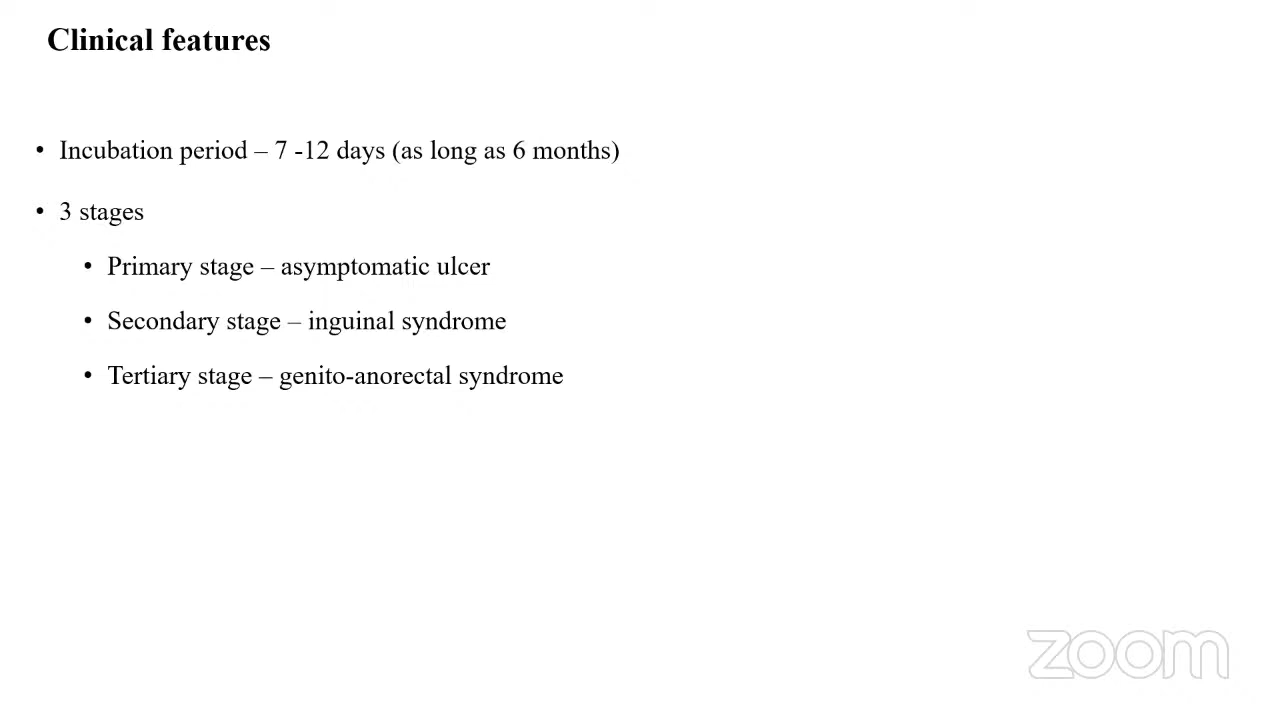 Clinical features
• Incubation period – 7 -12 days (as long as 6 months)
• 3 stages
• Primary stage – asymptomatic ulcer
• Secondary stage – inguinal syndrome
• Tertiary stage – genito-anorectal syndrome
zoom